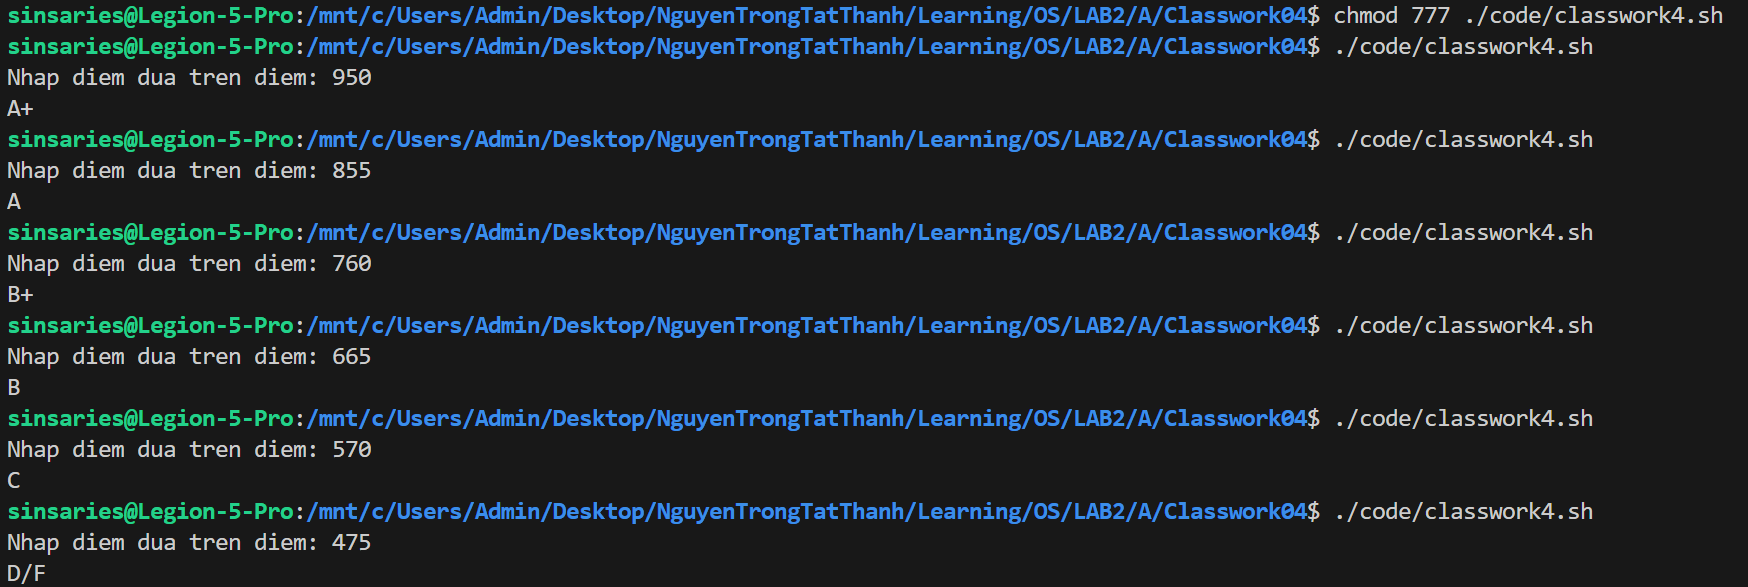 sinsaries@Legion-5-Pro:/mnt/c/Users/Admin/Desktop/NguyenTrongTatThanh/Learning/OS/LAB2/A/Classwork04$ chmod 777 ./code/classwork4.sh
sinsaries@Legion-5-Pro:/mnt/c/Users/Admin/Desktop/NguyenTrongTatThanh/Learning/OS/LAB2/A/Classwork04$ ./code/classwork4.sh
Nhap diem dua tren diem: 950
A+
sinsaries@Legion-5-Pro:/mnt/c/Users/Admin/Desktop/NguyenTrongTatThanh/Learning/OS/LAB2/A/Classwork04$ ./code/classwork4.sh
Nhap diem dua tren diem: 855
A
sinsaries@Legion-5-Pro:/mnt/c/Users/Admin/Desktop/NguyenTrongTatThanh/Learning/OS/LAB2/A/Classwork04$ ./code/classwork4.sh
Nhap diem dua tren diem: 760
B+
sinsaries@Legion-5-Pro:/mnt/c/Users/Admin/Desktop/NguyenTrongTatThanh/Learning/OS/LAB2/A/Classwork04$ ./code/classwork4.sh
Nhap diem dua tren diem: 665
B
sinsaries@Legion-5-Pro:/mnt/c/Users/Admin/Desktop/NguyenTrongTatThanh/Learning/OS/LAB2/A/Classwork04$ ./code/classwork4.sh
Nhap diem dua tren diem: 570
C
sinsaries@Legion-5-Pro:/mnt/c/Users/Admin/Desktop/NguyenTrongTatThanh/Learning/OS/LAB2/A/Classwork04$ ./code/classwork4.sh
Nhap diem dua tren diem: 475
D/F